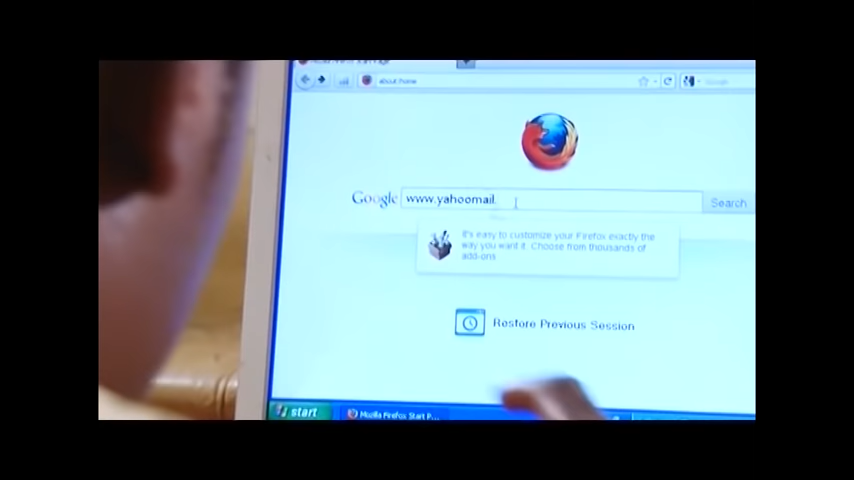 about:home
Google
Google www.yahoomail. Search
It's easy to customize your Firefox exactly the
way you want it. Choose from thousands of
add-ons
Restore Previous Session
start Mozilla Firefox Start P...